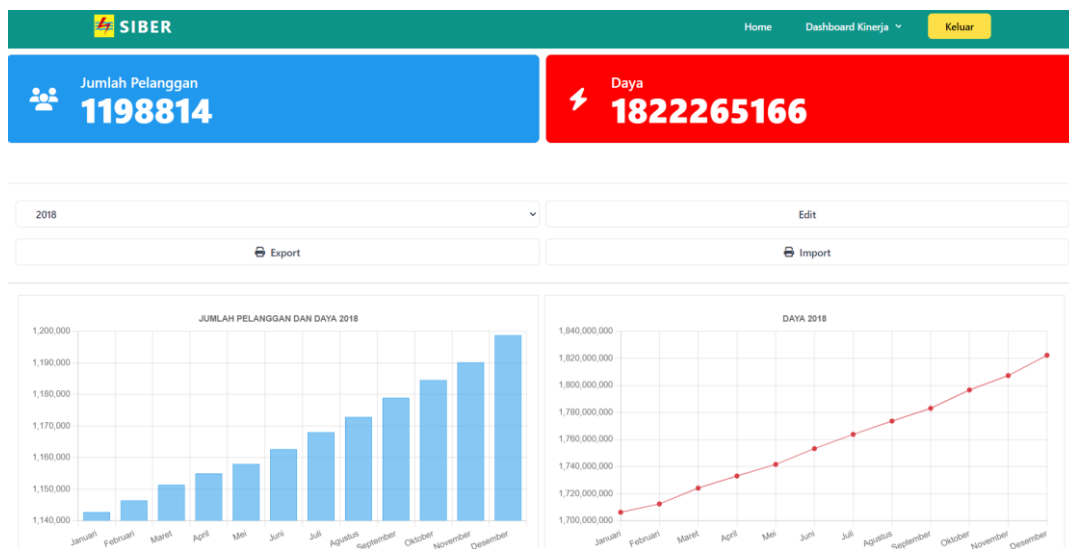 SIBER
Home Dashboard Kinerja Keluar
Jumlah Pelanggan
1198814
Daya
1822265166
2018
Edit
Export
Import
JUMLAH PELANGGAN DAN DAYA 2018
1,200,000
1,190,000
1,180,000
1,170,000
1,160,000
1,150,000
1,140,000
Januari Februari Maret April Mei Juni Juli Agustus September Oktober November Desember
DAYA 2018
1,840,000,000
1,820,000,000
1,800,000,000
1,780,000,000
1,760,000,000
1,740,000,000
1,720,000,000
1,700,000,000
Januari Februari Maret April Mei Juni Juli Agustus September Oktober November Desember